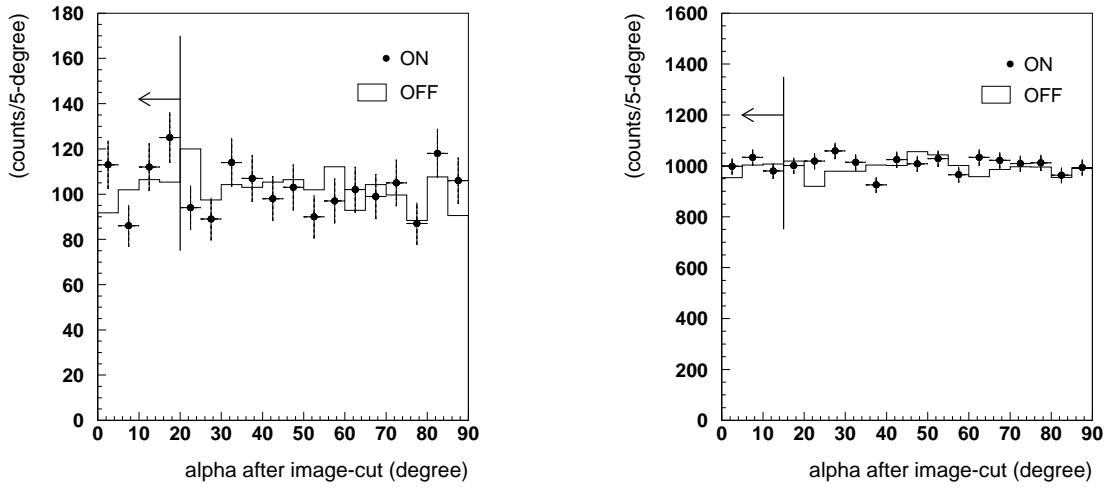 (counts/5-degree)
180
160
140
120
100
80
60
40
20
0
ON
OFF
0 10 20 30 40 50 60 70 80 90
alpha after image-cut (degree)
(counts/5-degree)
1600
1400
1200
1000
800
600
400
200
0
ON
OFF
0 10 20 30 40 50 60 70 80 90
alpha after image-cut (degree)